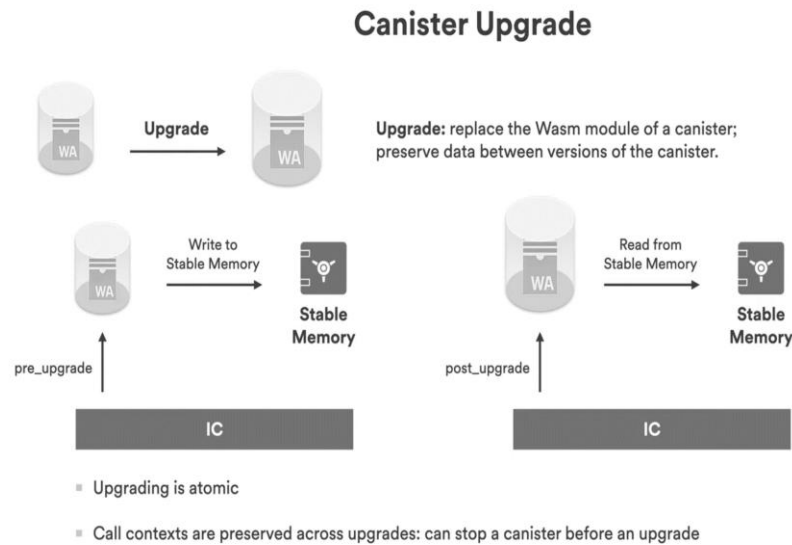 Canister Upgrade
WA
Upgrade
WA
Upgrade: replace the Wasm module of a canister;
preserve data between versions of the canister.
WA
Write to
Stable Memory
Stable
Memory
pre_upgrade
IC
WA
Read from
Stable Memory
Stable
Memory
post_upgrade
IC
Upgrading is atomic
Call contexts are preserved across upgrades: can stop a canister before an upgrade